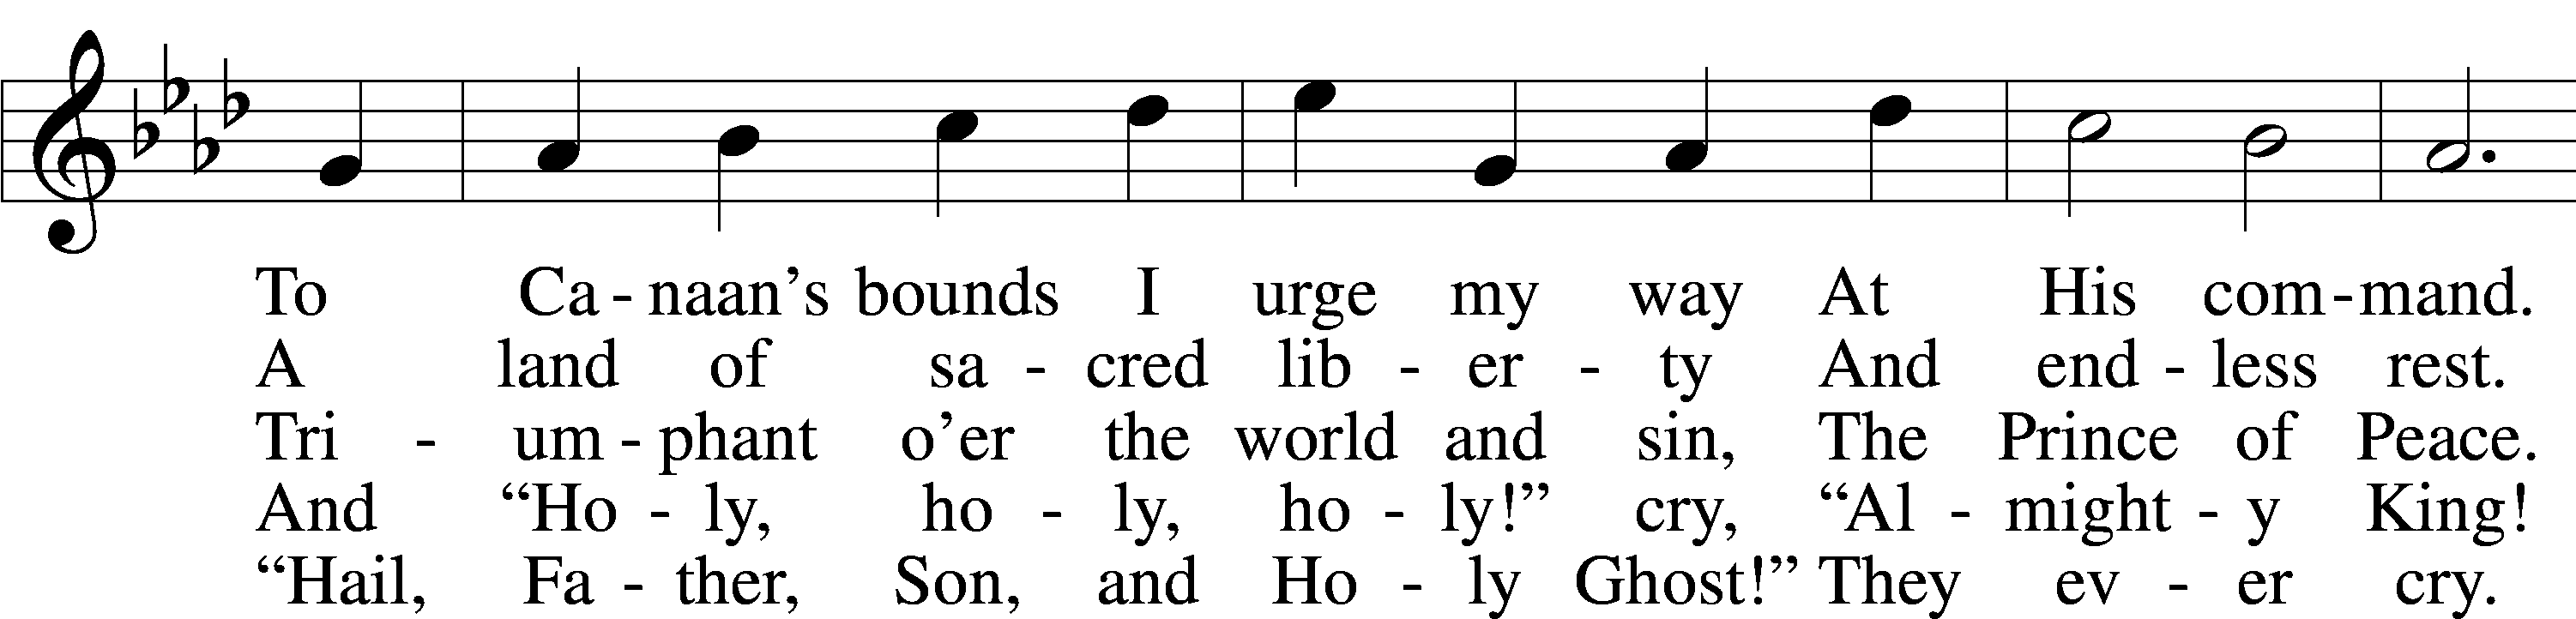 To Ca - naan’s bounds I urge my way At His com - mand.
A land of sa - cred lib - er - ty And end - less rest.
Tri - um - phant o’er the world and sin, The Prince of Peace.
And “Ho - ly, ho - ly, ho - ly!” cry, “Al - might - y King!
“Hail, Fa - ther, Son, and Ho - ly Ghost!” They ev - er cry.